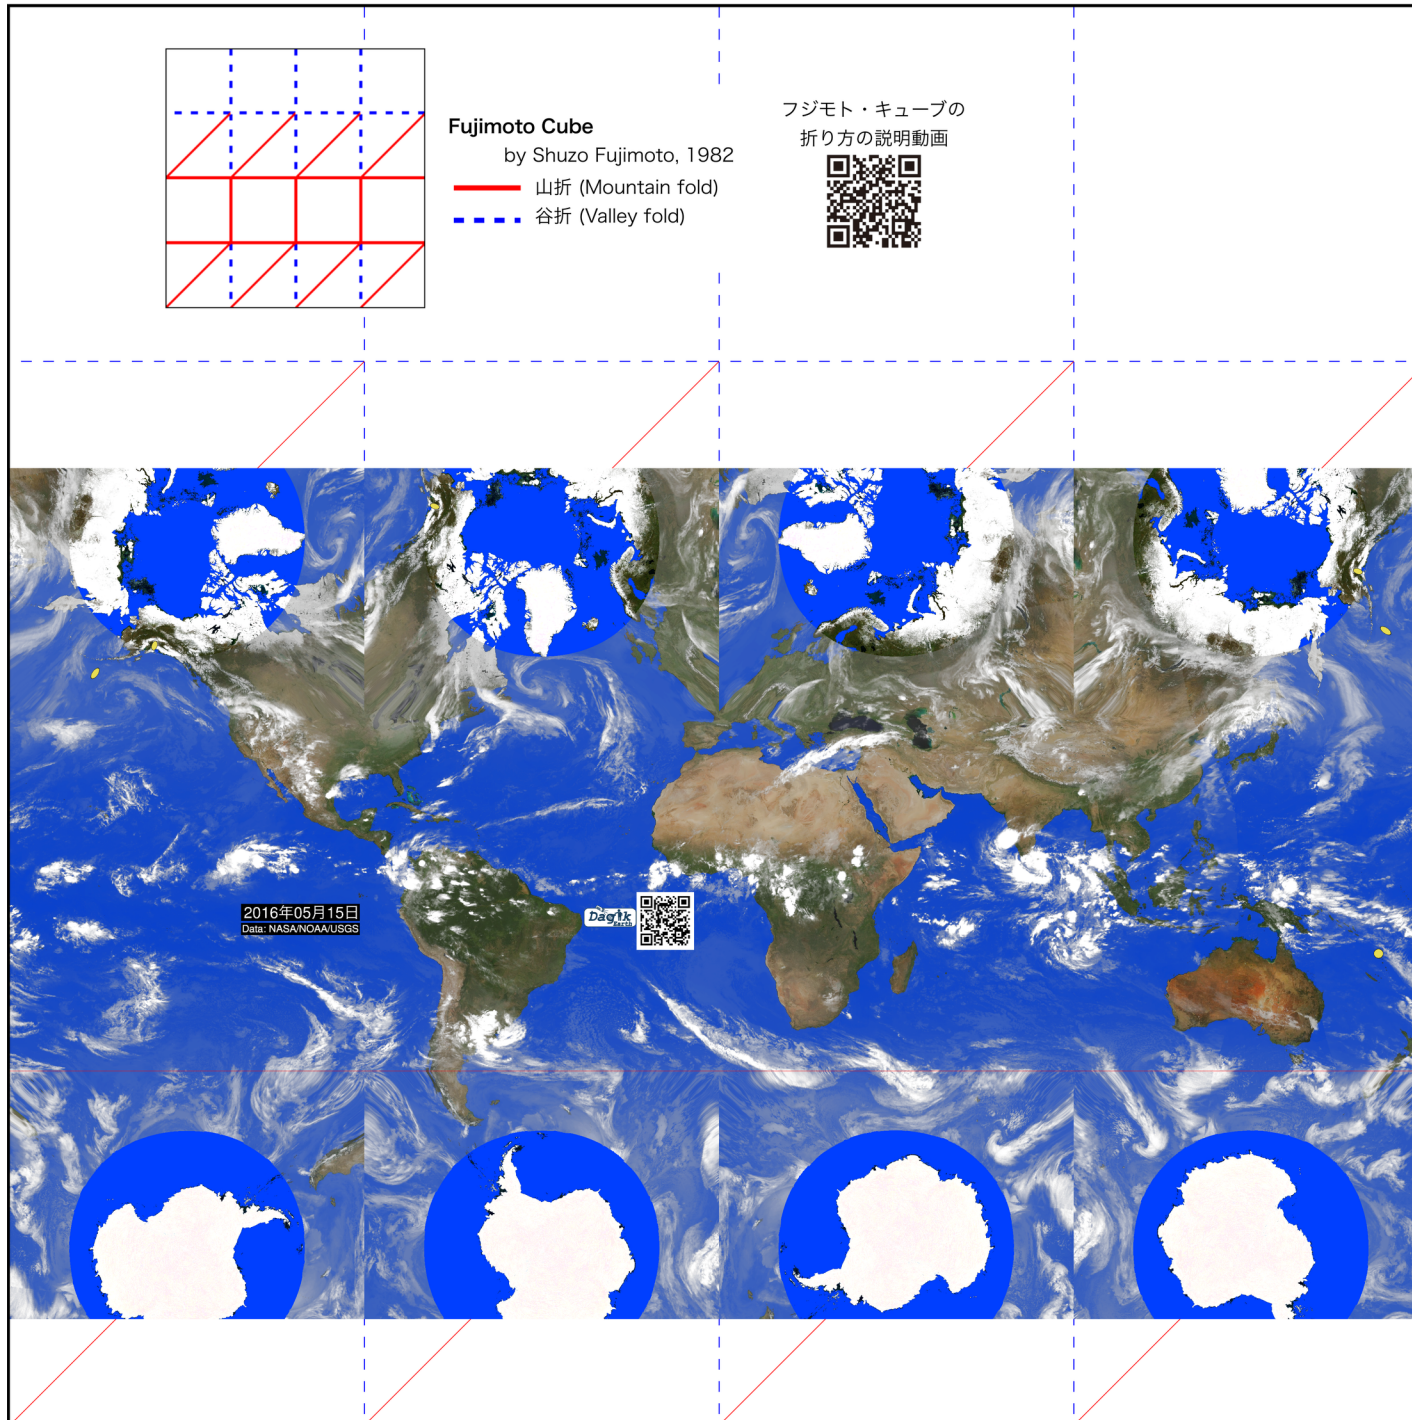 Fujimoto Cube
by Shuzo Fujimoto, 1982
山折 (Mountain fold)
谷折 (Valley fold)
フジモト・キューブの
折り方の説明動画
2016年05月15日
Data: NASA/NOAA/USGS
Dagik
Earth